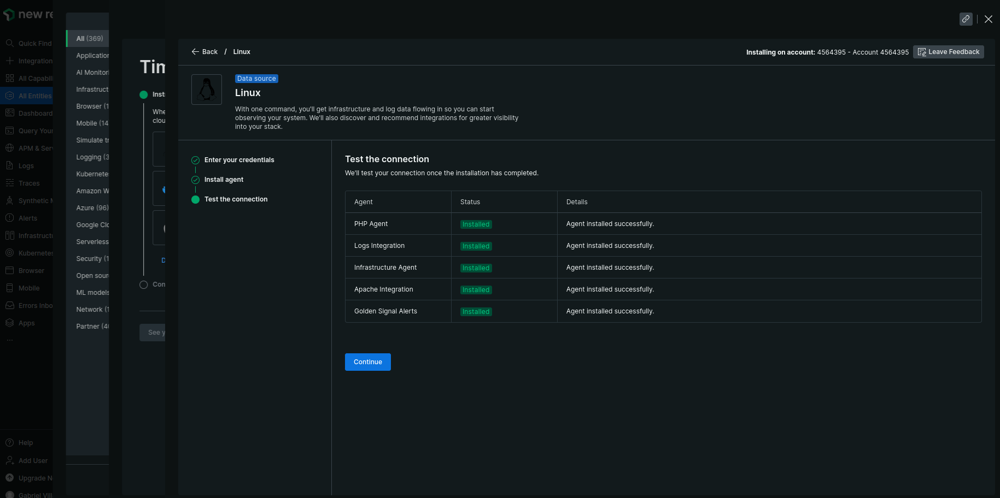 new re
Quick Find
Integration
All Capabili
All Entities
Dashboard
Query Your
APM & Serv
Logs
Traces
Synthetic M
Alerts
Infrastructu
Kubernetes
Browser
Mobile
Errors Inbo
Apps
...
Help
Add User
Upgrade N
Gabriel Vill
All (369)
Application
AI Monitori
Infrastruct
Browser (1
Mobile (14
Simulate tr
Logging (3
Kubernetes
Amazon W
Azure (96)
Google Clo
Serverless
Security (1
Open sour
ML models
Network (1
Partner (40
Tim
Inst
Whe
clou
D
Con
See y
Back / Linux
Installing on account: 4564395 - Account 4564395
Leave Feedback
Data source
Linux
With one command, you'll get infrastructure and log data flowing in so you can start
observing your system. We'll also discover and recommend integrations for greater visibility
into your stack.
Enter your credentials
Install agent
Test the connection
Test the connection
We'll test your connection once the installation has completed.
Agent Status Details
PHP Agent Installed Agent installed successfully.
Logs Integration Installed Agent installed successfully.
Infrastructure Agent Installed Agent installed successfully.
Apache Integration Installed Agent installed successfully.
Golden Signal Alerts Installed Agent installed successfully.
Continue